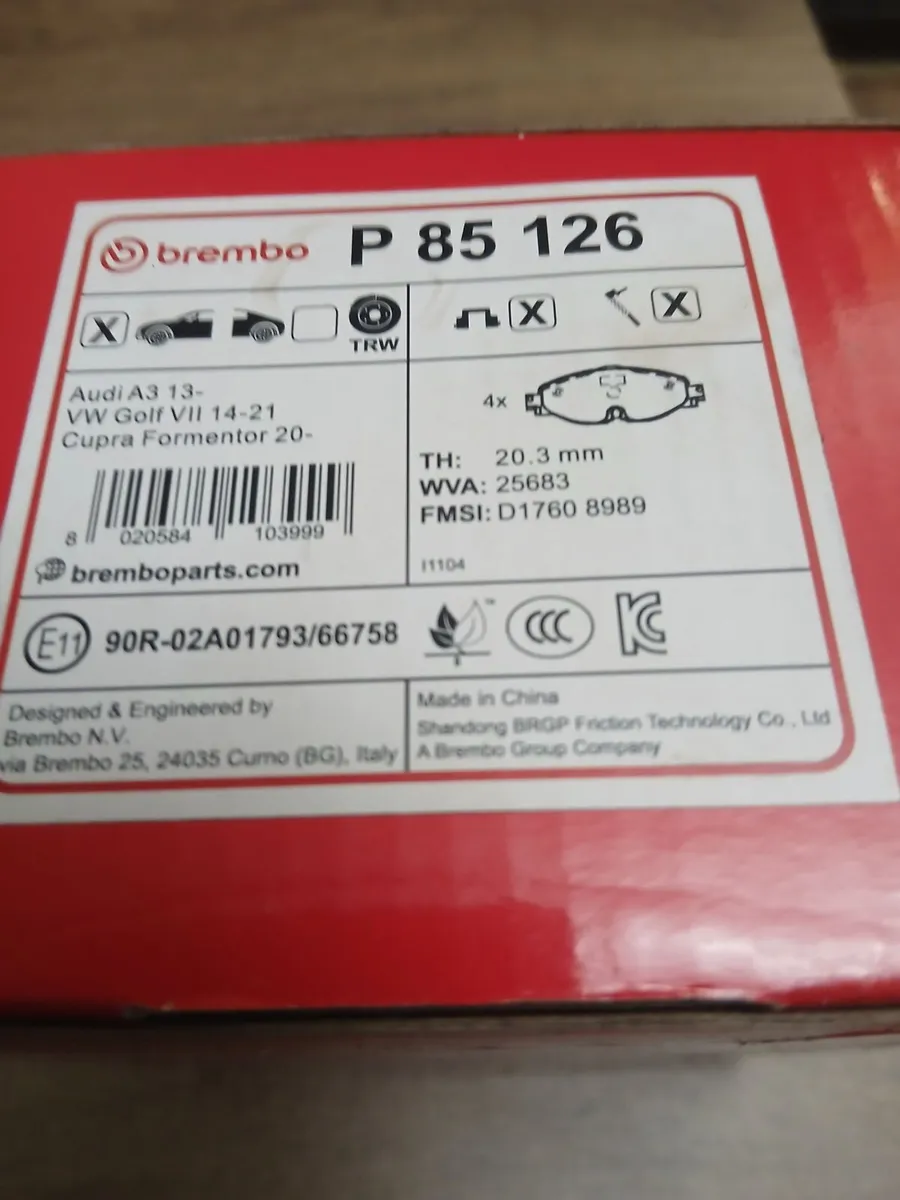 brembo P 85 126
X
TRW
X
X
Audi A3 13-
VW Golf VII 14-21
Cupra Formentor 20-
8 020584 103999
bremboparts.com
4x
TH: 20.3 mm
WVA: 25683
FMSI: D1760 8989
I1104
E11 90R-02A01793/66758
™
CCC
KC
Designed & Engineered by
Brembo N.V.
via Brembo 25, 24035 Curno (BG), Italy
Made in China
Shandong BRGP Friction Technology Co., Ltd
A Brembo Group Company